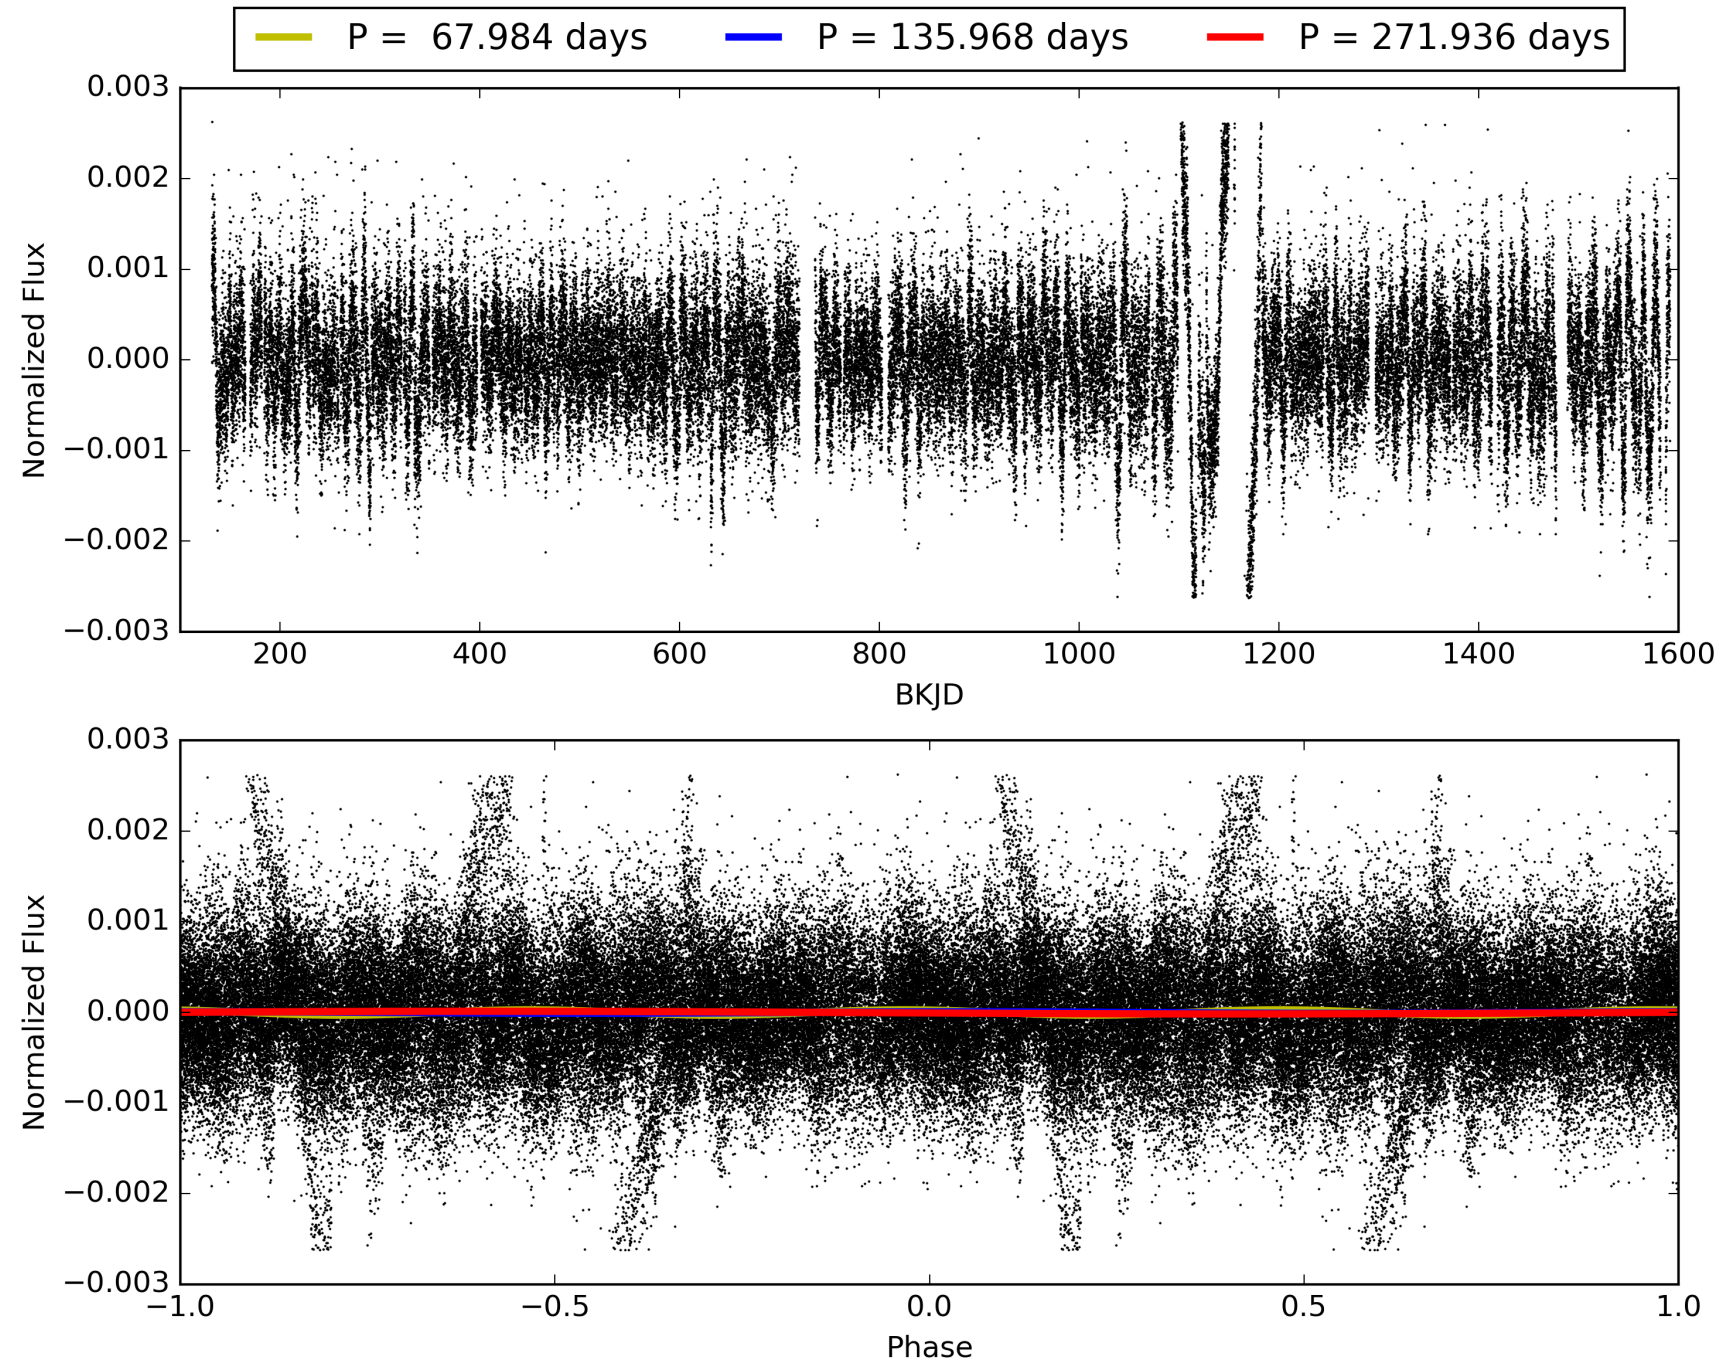 P = 67.984 days P = 135.968 days P = 271.936 days
0.003
0.002
0.001
0.000
−0.001
−0.002
−0.003
Normalized Flux
200 400 600 800 1000 1200 1400 1600
BKJD
0.003
0.002
0.001
0.000
−0.001
−0.002
−0.003
Normalized Flux
−1.0 −0.5 0.0 0.5 1.0
Phase